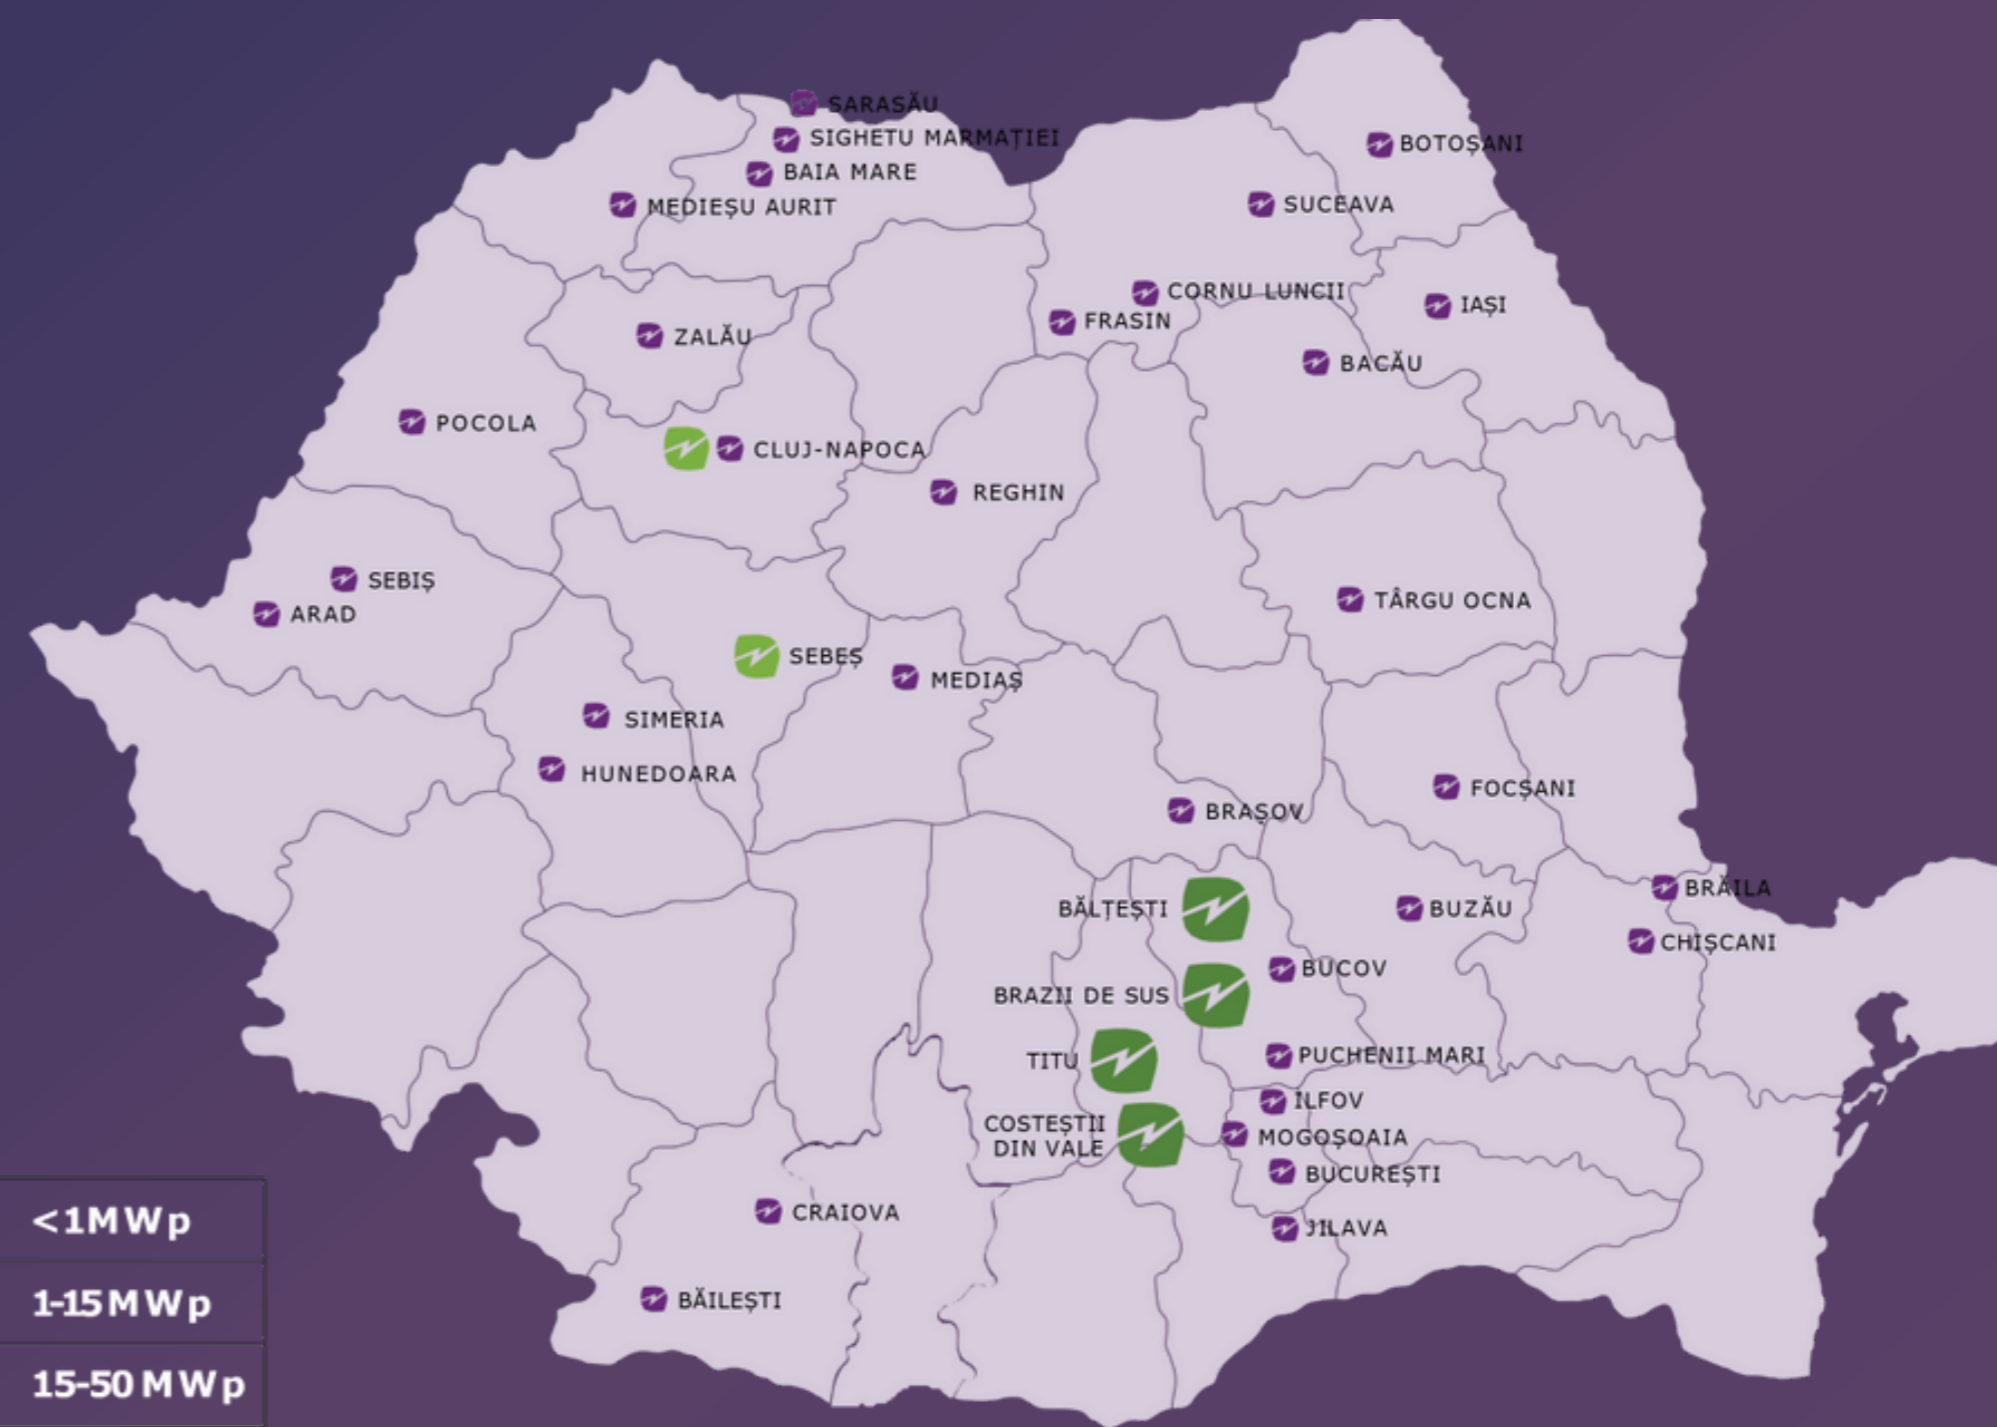 SARASĂU
SIGHETU MARMAȚIEI
BAIA MARE
MEDIEȘU AURIT
BOTOȘANI
SUCEAVA
CORNU LUNCII
FRASIN
IAȘI
ZALĂU
BACĂU
POCOLA
CLUJ-NAPOCA
REGHIN
SEBIȘ
ARAD
TÂRGU OCNA
SEBEȘ
MEDIAȘ
SIMERIA
HUNEDOARA
FOCȘANI
BRAȘOV
BĂLȚEȘTI
BUZĂU
BRĂILA
CHIȘCANI
BUCOV
BRAZII DE SUS
TITU
PUCHENII MARI
ILFOV
COSTEȘTII
DIN VALE
MOGOȘOAIA
BUCUREȘTI
CRAIOVA
JILAVA
BĂILEȘTI
<1MWp
1-15MWp
15-50 MWp